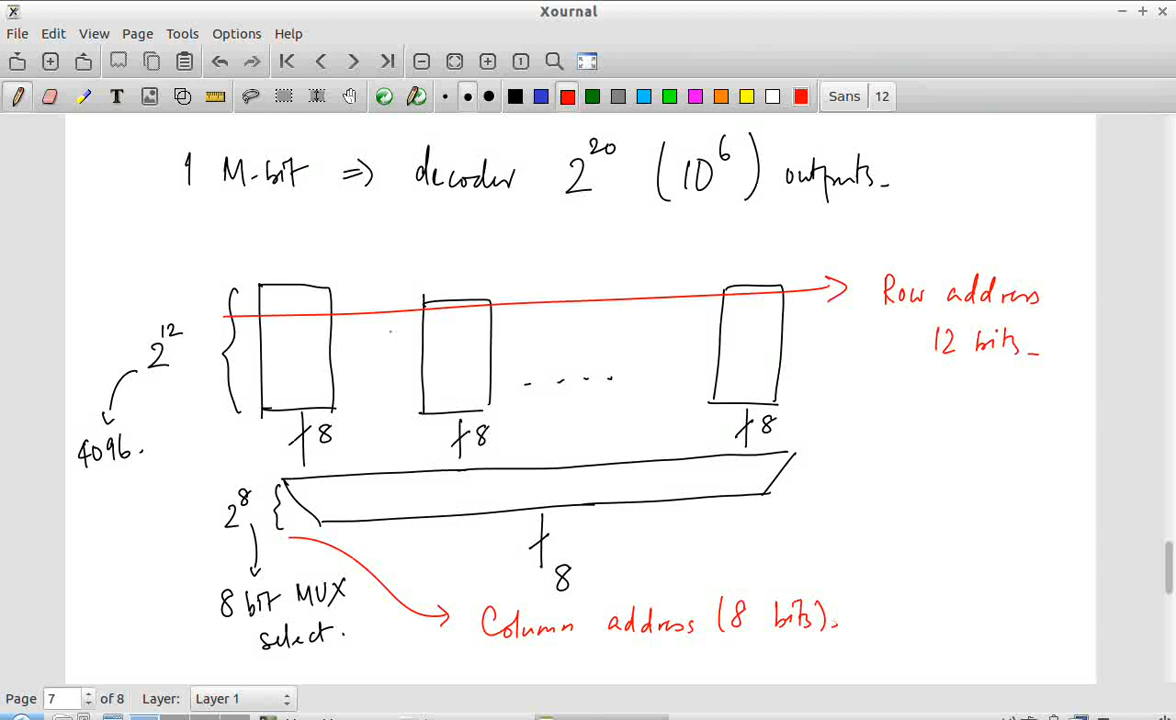 Xournal
File Edit View Page Tools Options Help
Sans 12
1 M-bit ⇒ decoder 2^20 (10^6) outputs.
Row address
12 bits.
2^12
4096.
8
8
8
2^8
8 bit MUX
select.
8
Column address (8 bits).
Page 7 of 8 Layer: Layer 1